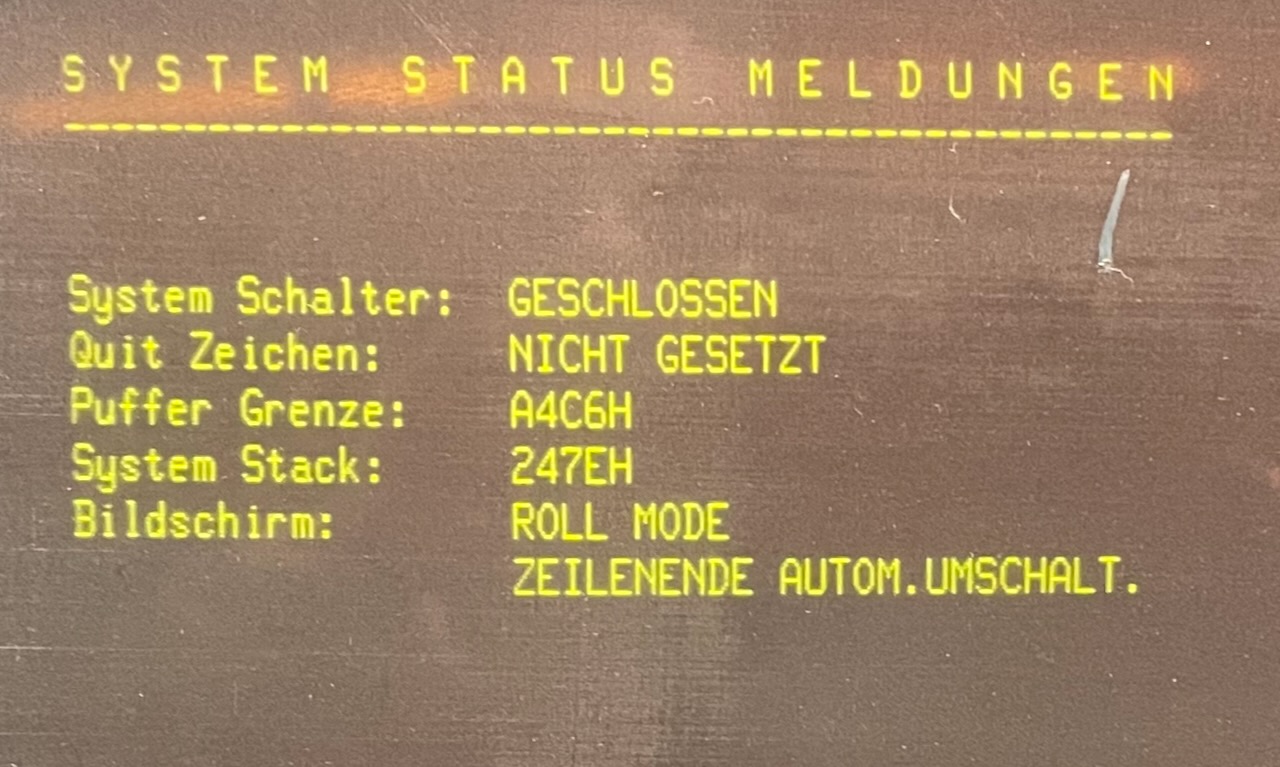 SYSTEM STATUS MELDUNGEN
----------------------------------------------
System Schalter: GESCHLOSSEN
Quit Zeichen: NICHT GESETZT
Puffer Grenze: A4C6H
System Stack: 247EH
Bildschirm: ROLL MODE
ZEILENENDE AUTOM.UMSCHALT.